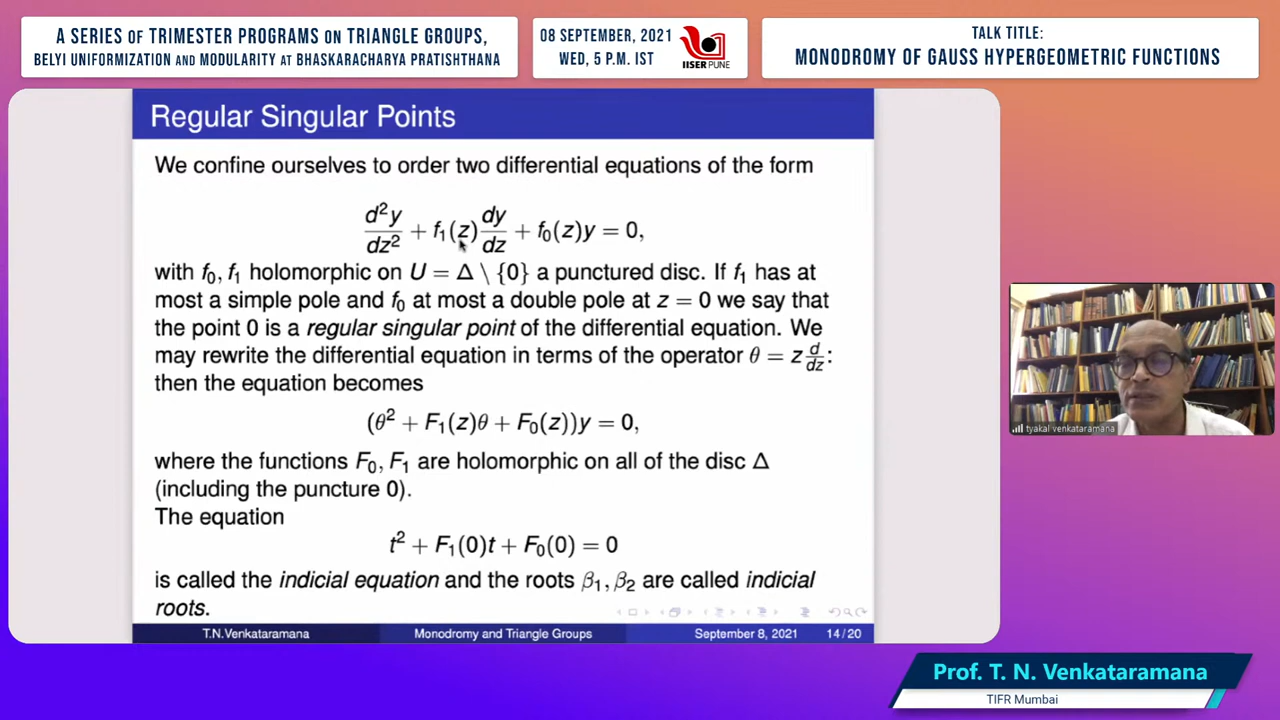 A SERIES OF TRIMESTER PROGRAMS ON TRIANGLE GROUPS,
BELYI UNIFORMIZATION AND MODULARITY AT BHASKARACHARYA PRATISHTHANA
08 SEPTEMBER, 2021
WED, 5 P.M. IST
IISER PUNE
TALK TITLE:
MONODROMY OF GAUSS HYPERGEOMETRIC FUNCTIONS
Regular Singular Points
We confine ourselves to order two differential equations of the form
d²y/dz² + f₁(z) dy/dz + f₀(z)y = 0,
with f₀, f₁ holomorphic on U = Δ \ {0} a punctured disc. If f₁ has at
most a simple pole and f₀ at most a double pole at z = 0 we say that
the point 0 is a regular singular point of the differential equation. We
may rewrite the differential equation in terms of the operator θ = z d/dz:
then the equation becomes
(θ² + F₁(z)θ + F₀(z))y = 0,
where the functions F₀, F₁ are holomorphic on all of the disc Δ
(including the puncture 0).
The equation
t² + F₁(0)t + F₀(0) = 0
is called the indicial equation and the roots β₁, β₂ are called indicial
roots.
T.N.Venkataramana Monodromy and Triangle Groups September 8, 2021 14/20
tyakal venkataramana
Prof. T. N. Venkataramana
TIFR Mumbai